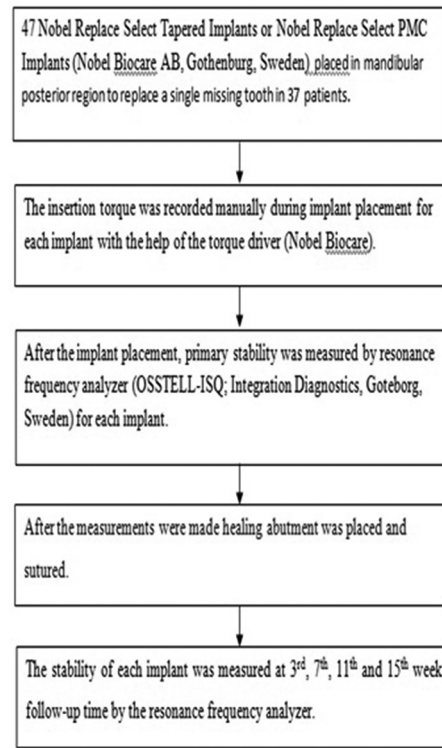 47 Nobel Replace Select Tapered Implants or Nobel Replace Select PMC
Implants (Nobel Biocare AB, Gothenburg, Sweden) placed in mandibular
posterior region to replace a single missing tooth in 37 patients.
The insertion torque was recorded manually during implant placement for
each implant with the help of the torque driver (Nobel Biocare).
After the implant placement, primary stability was measured by resonance
frequency analyzer (OSSTELL-ISQ; Integration Diagnostics, Goteborg,
Sweden) for each implant.
After the measurements were made healing abutment was placed and
sutured.
The stability of each implant was measured at 3rd, 7th, 11th and 15th week
follow-up time by the resonance frequency analyzer.